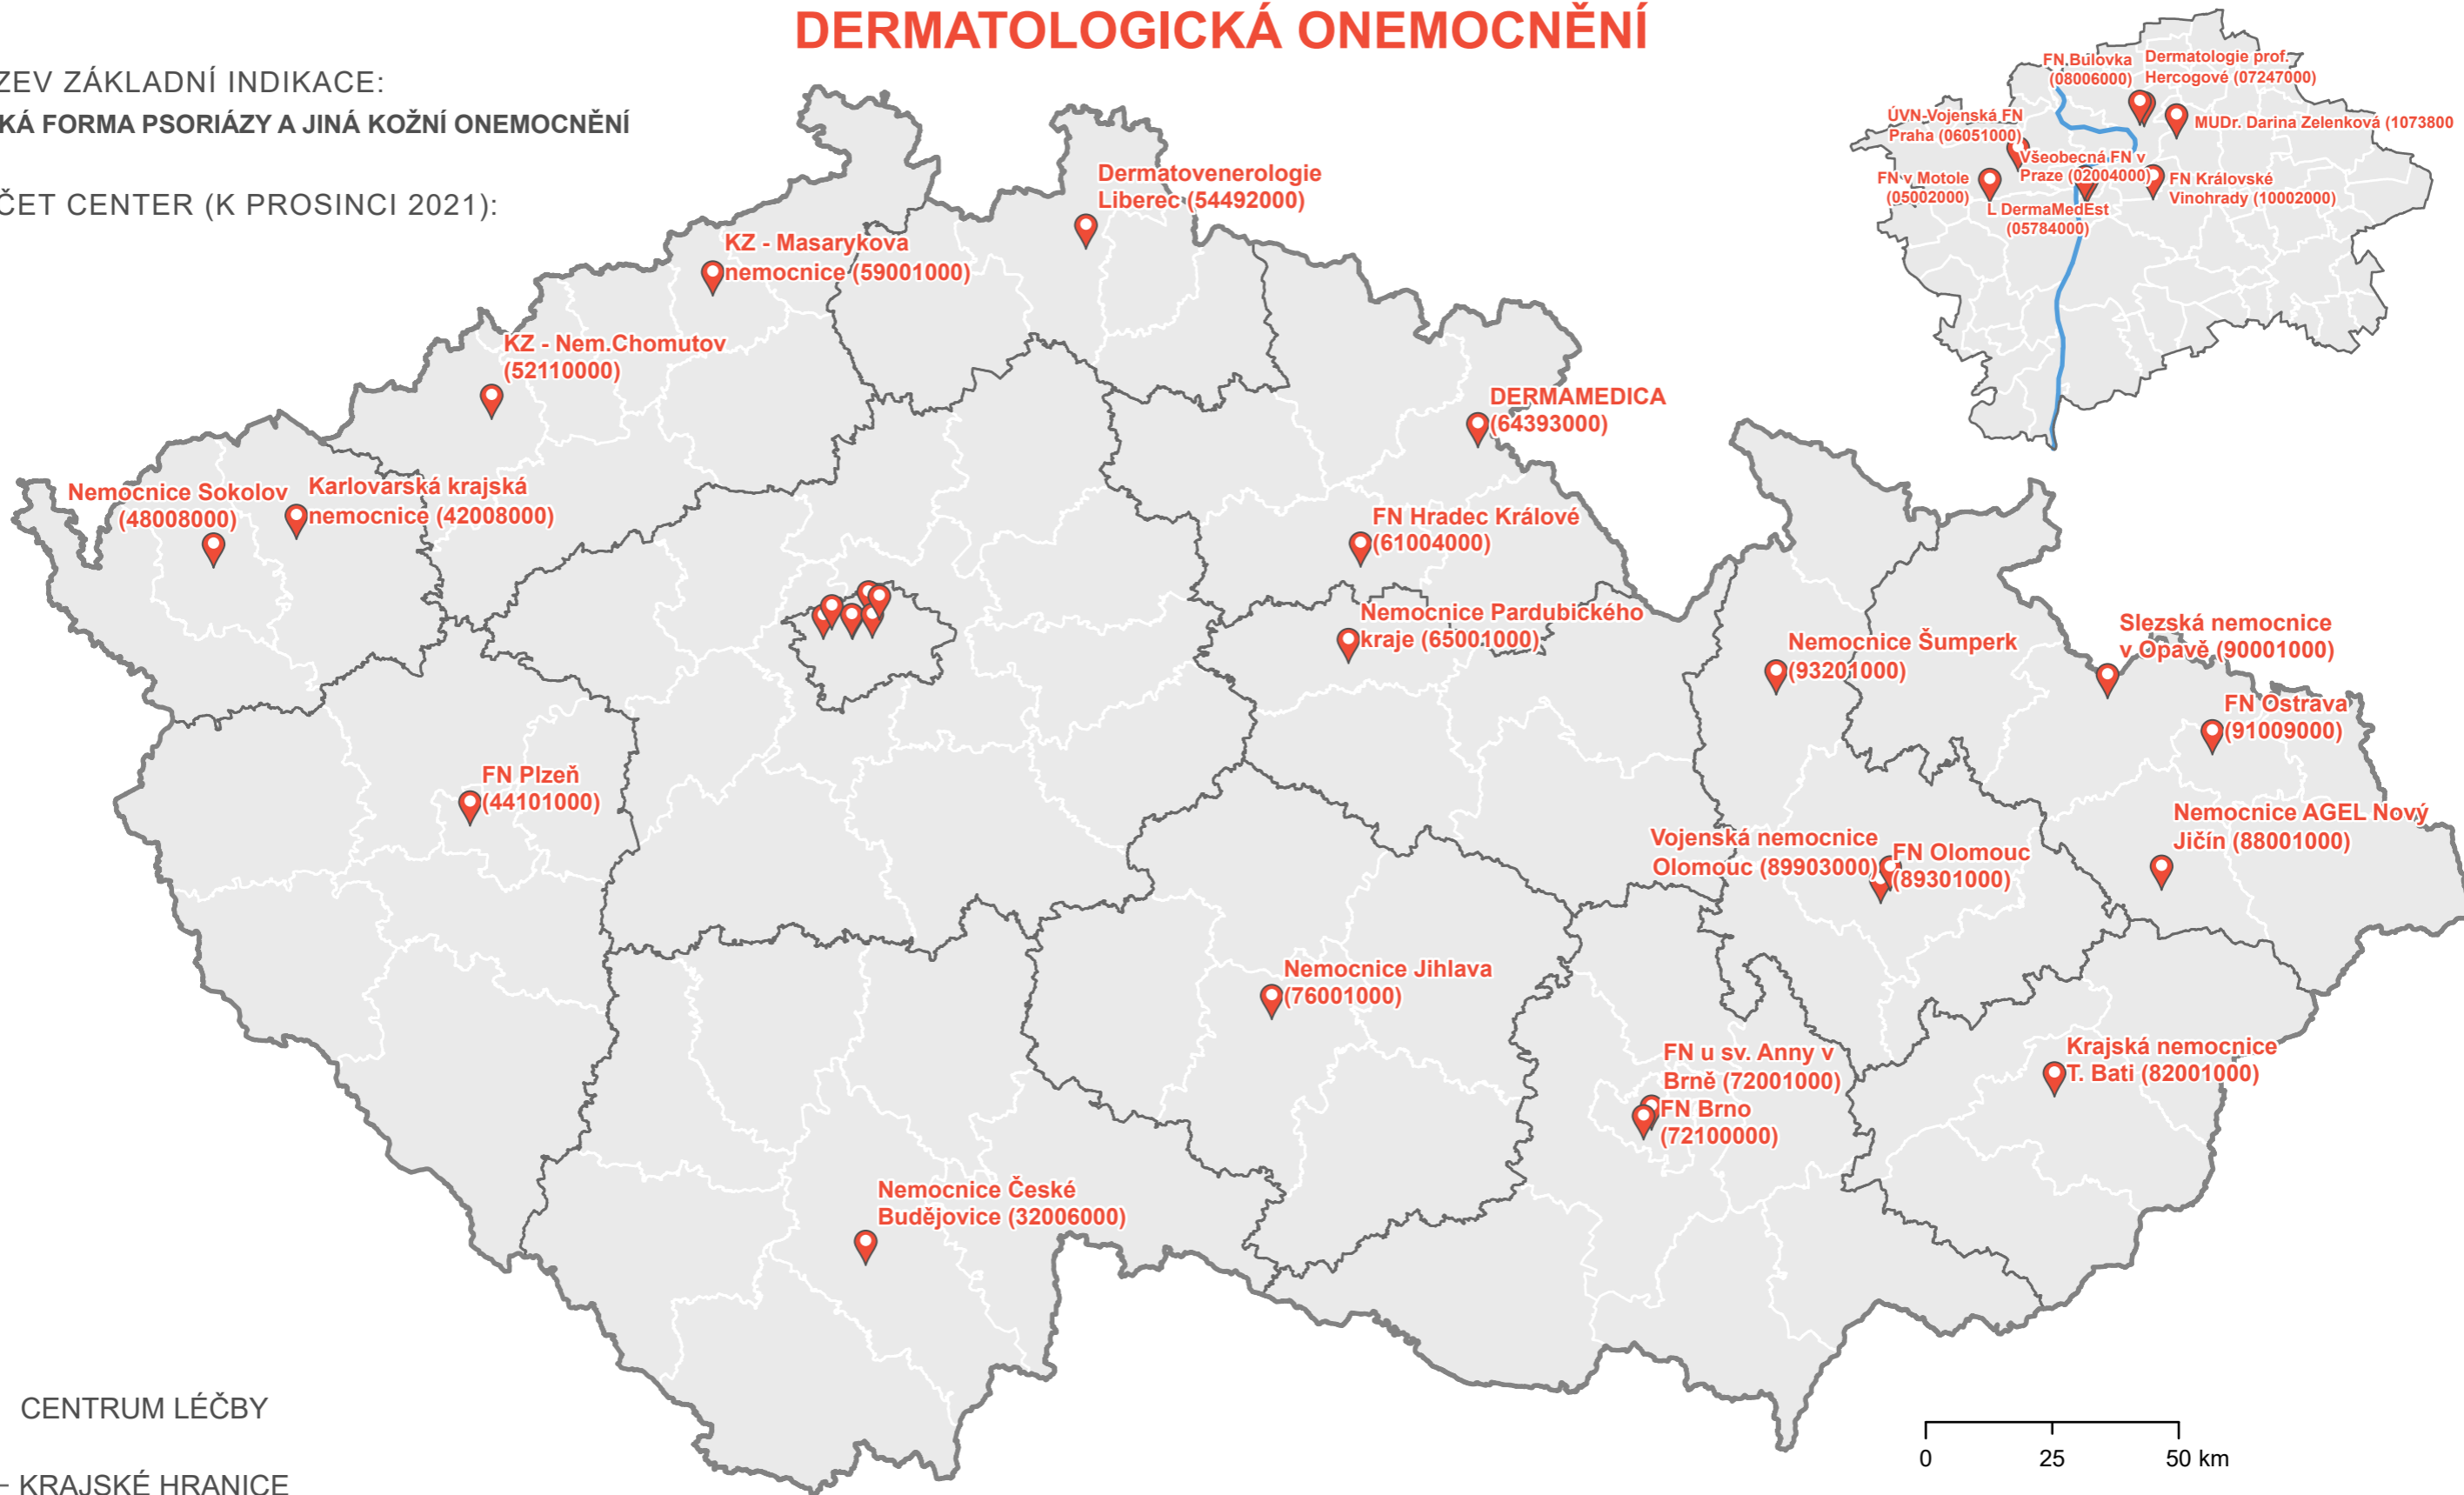 DERMATOLOGICKÁ ONEMOCNĚNÍ
ZEV ZÁKLADNÍ INDIKACE:
KÁ FORMA PSORIÁZY A JINÁ KOŽNÍ ONEMOCNĚNÍ
ČET CENTER (K PROSINCI 2021):
FN Bulovka
(08006000)
Dermatologie prof.
Hercogové (07247000)
ÚVN-Vojenská FN
Praha (06051000)
MUDr. Darina Zelenková (1073800
Všeobecná FN v
Praze (02004000)
FN v Motole
(05002000)
FN Královské
Vinohrady (10002000)
L DermaMedEst
(05784000)
Dermatovenerologie
Liberec (54492000)
KZ - Masarykova
nemocnice (59001000)
KZ - Nem.Chomutov
(52110000)
DERMAMEDICA
(64393000)
Nemocnice Sokolov
(48008000)
Karlovarská krajská
nemocnice (42008000)
FN Hradec Králové
(61004000)
Nemocnice Pardubického
kraje (65001000)
Nemocnice Šumperk
(93201000)
Slezská nemocnice
v Opavě (90001000)
FN Ostrava
(91009000)
FN Plzeň
(44101000)
Nemocnice AGEL Nový
Jičín (88001000)
Vojenská nemocnice
Olomouc (89903000)
FN Olomouc
(89301000)
Nemocnice Jihlava
(76001000)
FN u sv. Anny v
Brně (72001000)
FN Brno
(72100000)
Krajská nemocnice
T. Bati (82001000)
Nemocnice České
Budějovice (32006000)
CENTRUM LÉČBY
KRAJSKÉ HRANICE
0 25 50 km